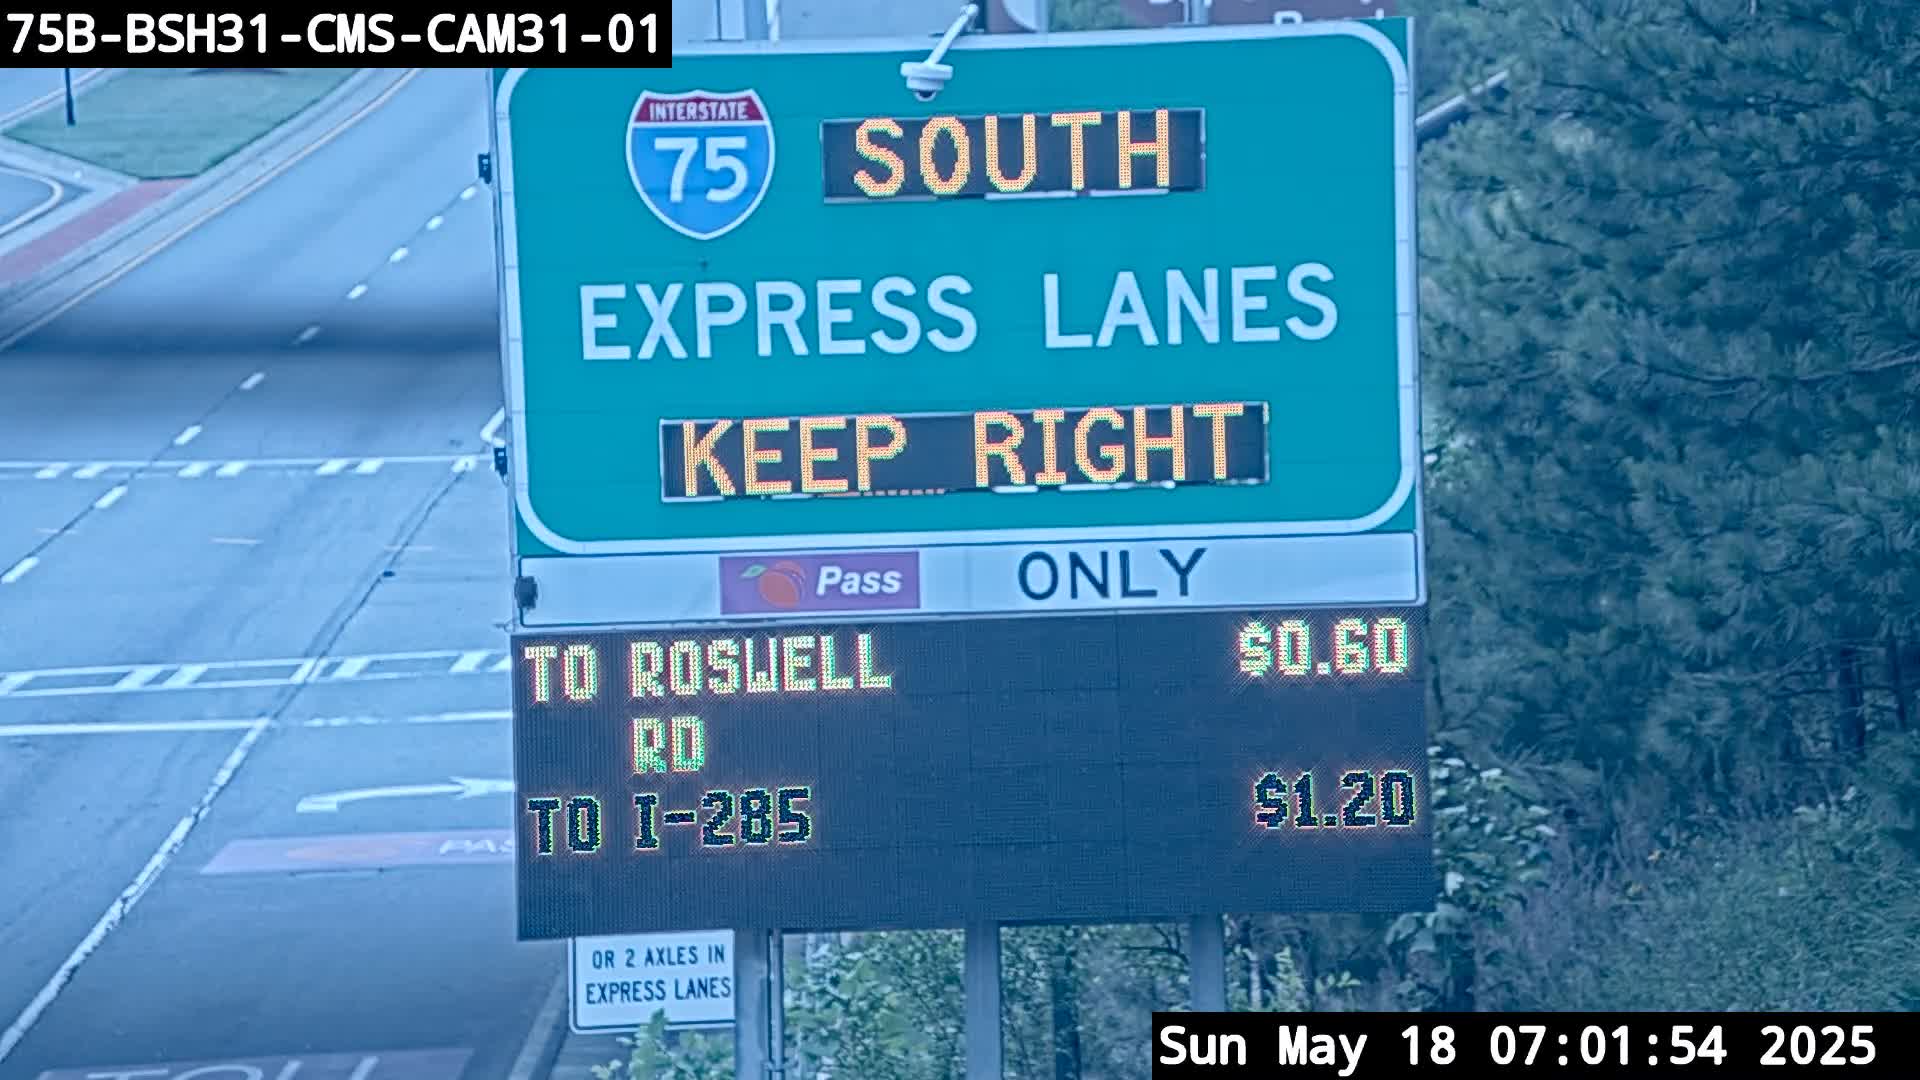 75B-BSH31-CMS-CAM31-01
INTERSTATE
75
SOUTH
EXPRESS LANES
KEEP RIGHT
Pass ONLY
TO ROSWELL $0.60
RD
TO I-285 $1.20
OR 2 AXLES IN
EXPRESS LANES
TOLL
Sun May 18 07:01:54 2025